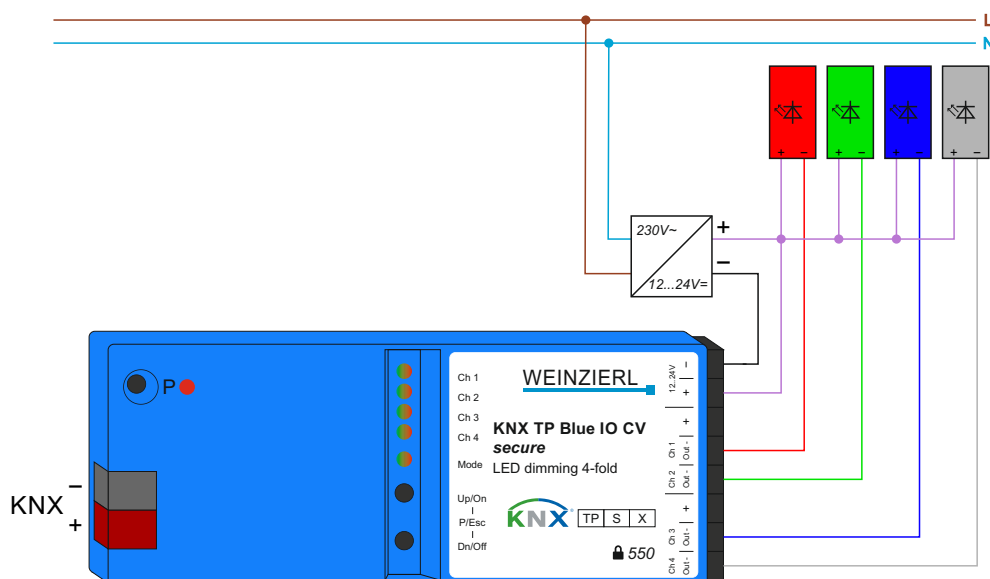 L
N
+ −
+ −
+ −
+ −
230V~
12...24V=
+
−
P
KNX
−
+
Ch 1
Ch 2
Ch 3
Ch 4
Mode
Up/On
P/Esc
Dn/Off
WEINZIERL
KNX TP Blue IO CV
secure
LED dimming 4-fold
KNX
TP S X
550
12..24V
−
+
+
Ch 1 Out -
Ch 2 Out -
+
Ch 3 Out -
Ch 4 Out -